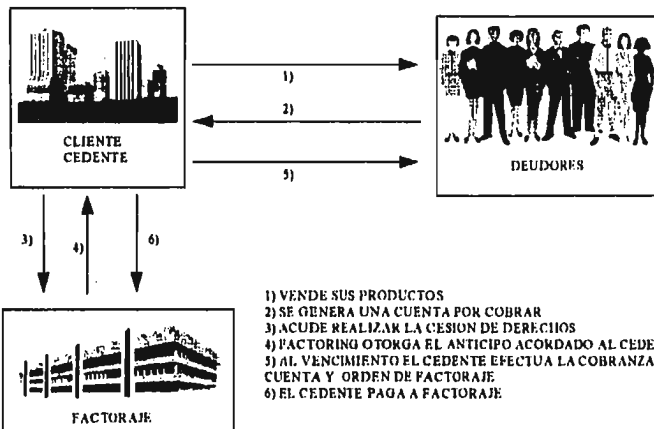 CLIENTE
CEDENTE
1)
2)
5)
DEUDORES
3)
4)
6)
FACTORAJE
1) VENDE SUS PRODUCTOS
2) SE GENERA UNA CUENTA POR COBRAR
3) ACUDE REALIZAR LA CESION DE DERECHOS
4) FACTORING OTORGA EL ANTICIPO ACORDADO AL CEDE
5) AL VENCIMIENTO EL CEDENTE EFECTUA LA COBRANZA
CUENTA Y ORDEN DE FACTORAJE
6) EL CEDENTE PAGA A FACTORAJE